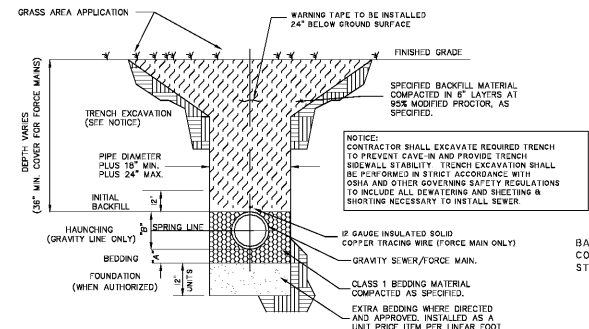 GRASS AREA APPLICATION
WARNING TAPE TO BE INSTALLED
24" BELOW GROUND SURFACE
FINISHED GRADE
SPECIFIED BACKFILL MATERIAL
COMPACTED IN 6" LAYERS AT
95% MODIFIED PROCTOR, AS
SPECIFIED.
TRENCH EXCAVATION
(SEE NOTICE)
DEPTH VARIES
(36" MIN. COVER FOR FORCE MAINS)
NOTICE:
CONTRACTOR SHALL EXCAVATE REQUIRED TRENCH
TO PREVENT CAVE-IN AND PROVIDE TRENCH
SIDEWALL STABILITY. TRENCH EXCAVATION SHALL
BE PERFORMED IN STRICT ACCORDANCE WITH
OSHA AND OTHER GOVERNING SAFETY REGULATIONS
TO INCLUDE ALL DEWATERING AND SHEETING &
SHORTING NECESSARY TO INSTALL SEWER.
PIPE DIAMETER
PLUS 18" MIN.
PLUS 24" MAX.
INITIAL
BACKFILL
12"
HAUNCHING
(GRAVITY LINE ONLY)
"B"
SPRING LINE
12 GAUGE INSULATED SOLID
COPPER TRACING WIRE (FORCE MAIN ONLY)
GRAVITY SEWER/FORCE MAIN.
BA
CO
ST
BEDDING
"A"
FOUNDATION
(WHEN AUTHORIZED)
12"
UNITS
CLASS 1 BEDDING MATERIAL
COMPACTED AS SPECIFIED.
EXTRA BEDDING WHERE DIRECTED
AND APPROVED. INSTALLED AS A
UNIT PRICE ITEM PER LINEAR FOOT